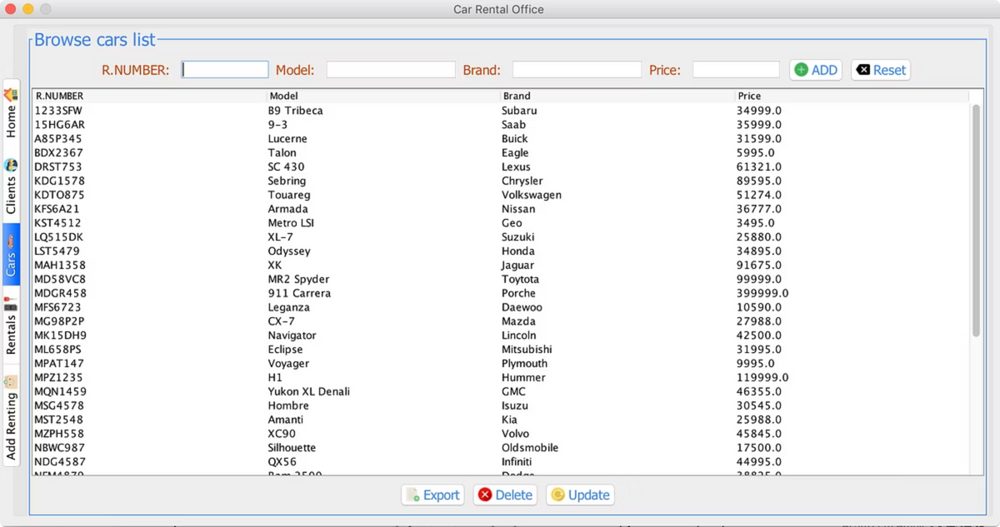 Car Rental Office
Browse cars list
R.NUMBER: Model: Brand: Price: ADD Reset
R.NUMBER Model Brand Price
1233SFW B9 Tribeca Subaru 34999.0
15HG6AR 9-3 Saab 35999.0
A85P345 Lucerne Buick 31599.0
BDX2367 Talon Eagle 5995.0
DRST753 SC 430 Lexus 61321.0
KDG1578 Sebring Chrysler 89595.0
KDTO875 Touareg Volkswagen 51274.0
KFS6A21 Armada Nissan 36777.0
KST4512 Metro LSI Geo 3495.0
LQ515DK XL-7 Suzuki 25880.0
LST5479 Odyssey Honda 34895.0
MAH1358 XK Jaguar 91675.0
MD58VC8 MR2 Spyder Toytota 99999.0
MDGR458 911 Carrera Porche 399999.0
MFS6723 Leganza Daewoo 10590.0
MG98P2P CX-7 Mazda 27988.0
MK15DH9 Navigator Lincoln 42500.0
ML658PS Eclipse Mitsubishi 31995.0
MPAT147 Voyager Plymouth 9995.0
MPZ1235 H1 Hummer 119999.0
MQN1459 Yukon XL Denali GMC 46355.0
MSG4578 Hombre Isuzu 30545.0
MST2548 Amanti Kia 25988.0
MZPH558 XC90 Volvo 45845.0
NBWC987 Silhouette Oldsmobile 17500.0
NDG4587 QX56 Infiniti 44995.0
Ram 2500 Dodge
Export Delete Update
Home
Clients
Cars
Rentals
Add Renting